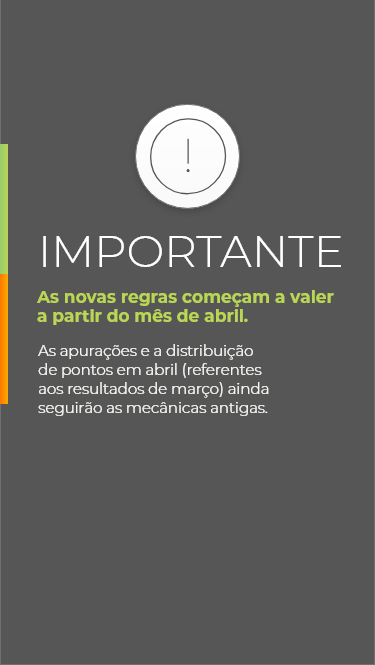 IMPORTANTE
As novas regras começam a valer
a partir do mês de abril.
As apurações e a distribuição
de pontos em abril (referentes
aos resultados de março) ainda
seguirão as mecânicas antigas.